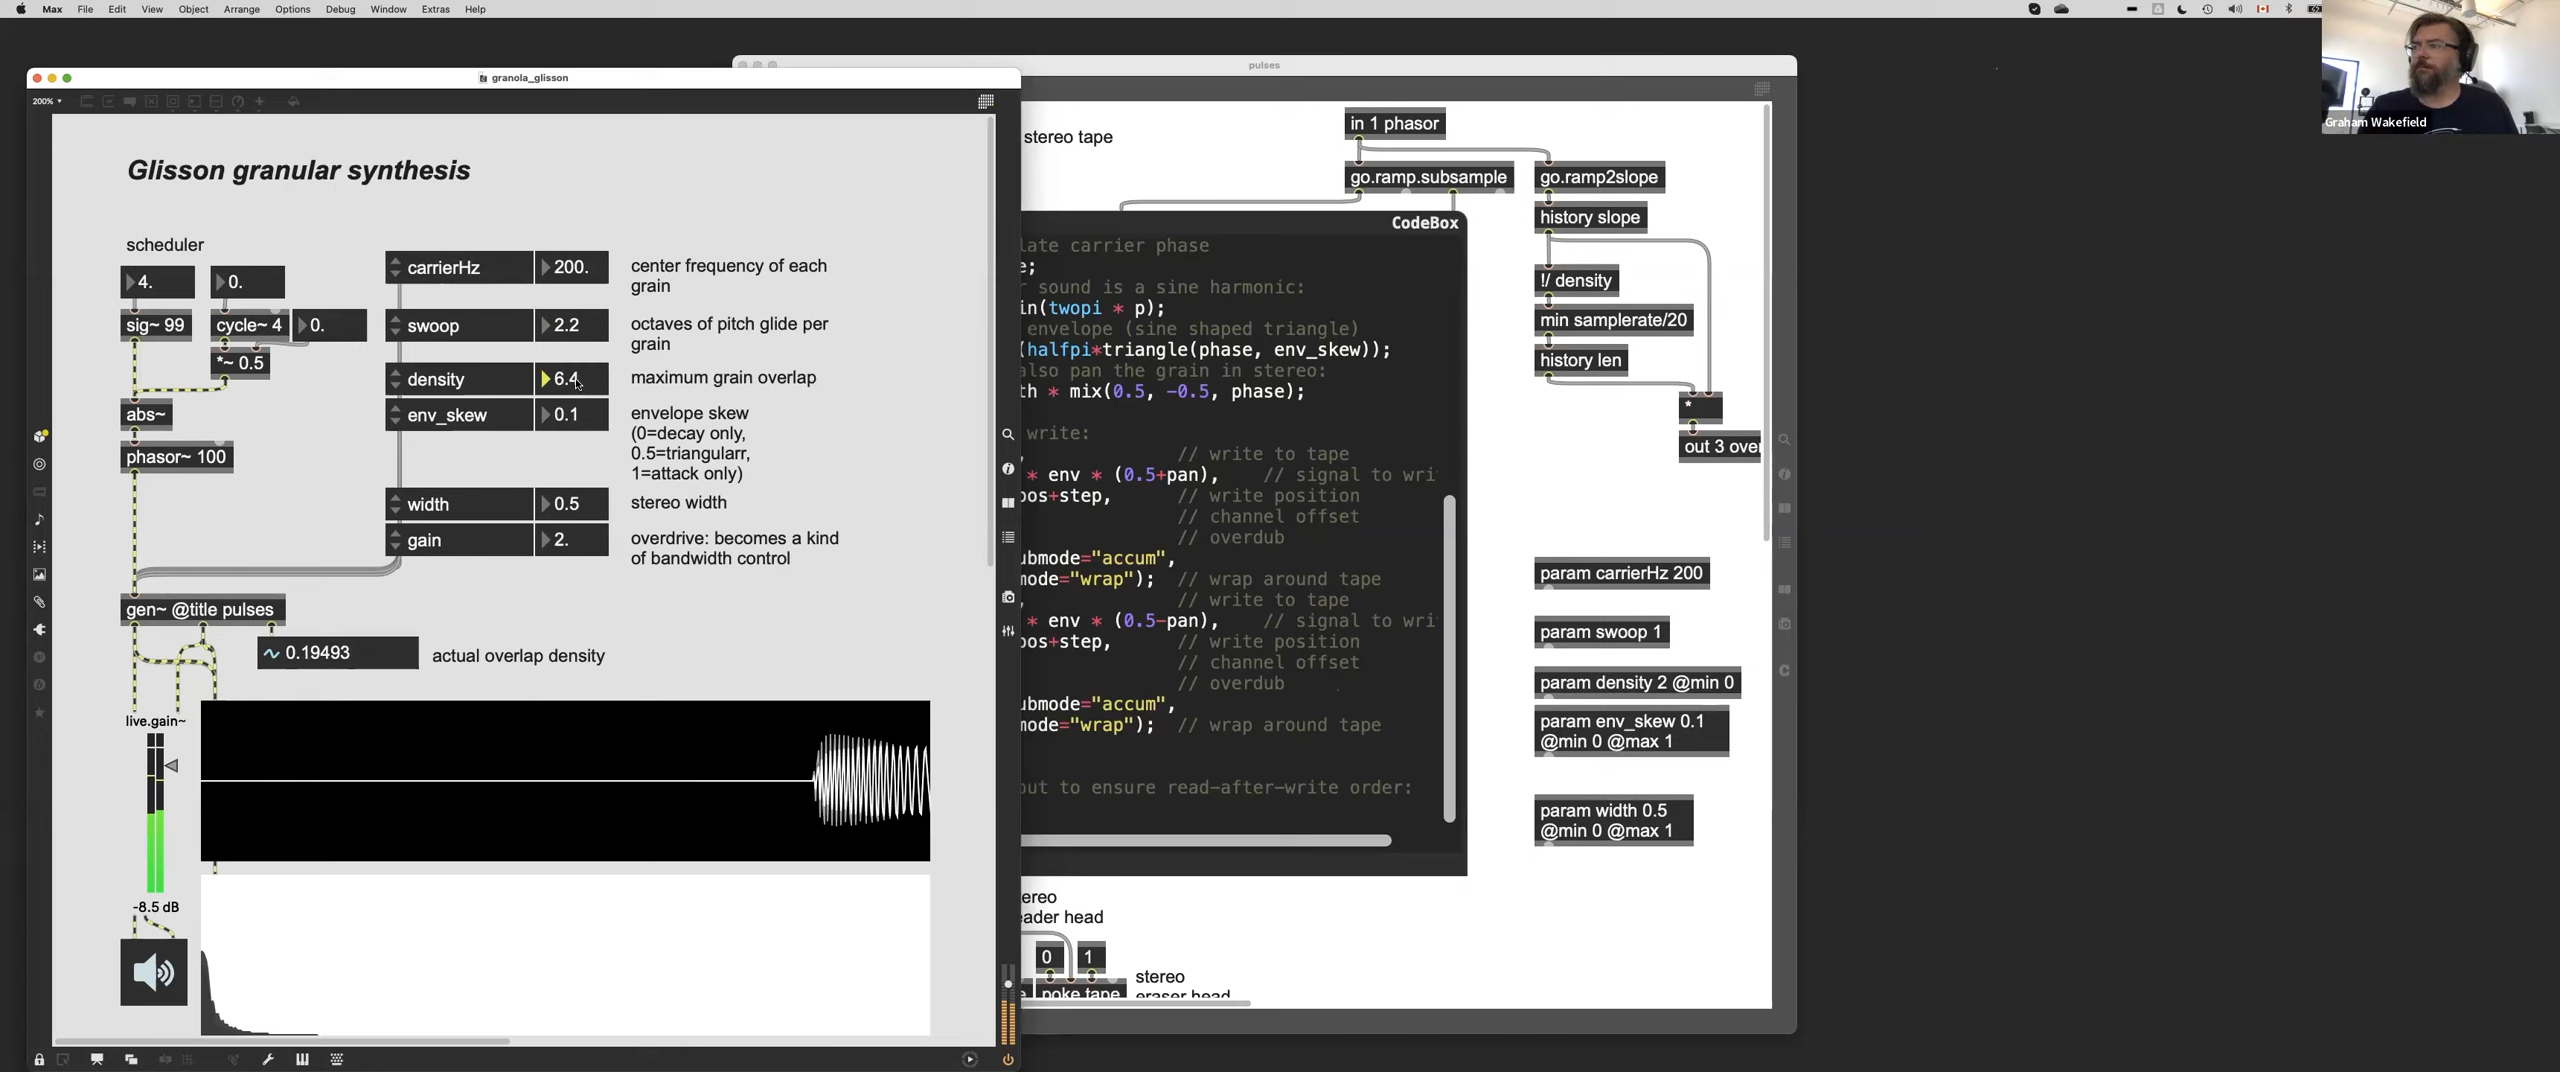 Max File Edit View Object Arrange Options Debug Window Extras Help
Graham Wakefield
granola_glisson
200%
Glisson granular synthesis
scheduler
4.
0.
sig~ 99
cycle~ 4
0.
*~ 0.5
abs~
phasor~ 100
carrierHz
200.
center frequency of each
grain
swoop
2.2
octaves of pitch glide per
grain
density
6.4
maximum grain overlap
env_skew
0.1
envelope skew
(0=decay only,
0.5=triangularr,
1=attack only)
width
0.5
stereo width
gain
2.
overdrive: becomes a kind
of bandwidth control
gen~ @title pulses
0.19493
actual overlap density
live.gain~
-8.5 dB
pulses
stereo tape
in 1 phasor
go.ramp.subsample
go.ramp2slope
history slope
!/ density
min samplerate/20
history len
*
out 3 over
CodeBox
late carrier phase
e;
r sound is a sine harmonic:
in(twopi * p);
envelope (sine shaped triangle)
(halfpi*triangle(phase, env_skew));
also pan the grain in stereo:
th * mix(0.5, -0.5, phase);
write:
, // write to tape
* env * (0.5+pan), // signal to wri
pos+step, // write position
// channel offset
// overdub
ubmode="accum",
mode="wrap"); // wrap around tape
, // write to tape
* env * (0.5-pan), // signal to wri
pos+step, // write position
// channel offset
// overdub
ubmode="accum",
mode="wrap"); // wrap around tape
put to ensure read-after-write order:
param carrierHz 200
param swoop 1
param density 2 @min 0
param env_skew 0.1
@min 0 @max 1
param width 0.5
@min 0 @max 1
ereo
eader head
0
1
poke tape
stereo
eraser head